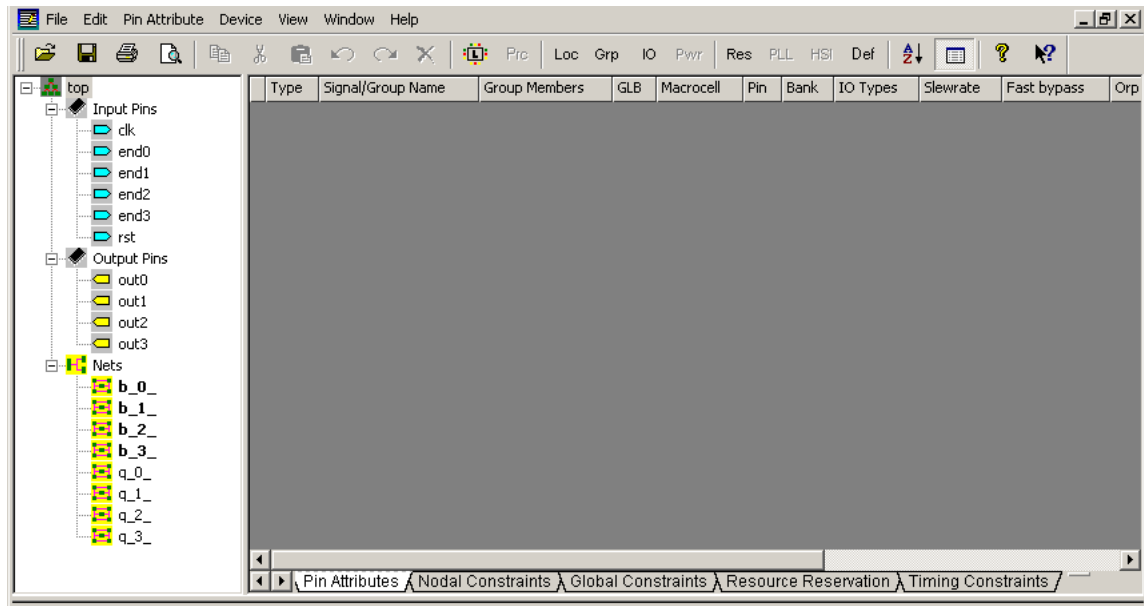 File Edit Pin Attribute Device View Window Help
L Prc Loc Grp IO Pwr Res PLL HSI Def A Z ? ?
top
Type Signal/Group Name Group Members GLB Macrocell Pin Bank IO Types Slewrate Fast bypass Orp
Input Pins
clk
end0
end1
end2
end3
rst
Output Pins
out0
out1
out2
out3
Nets
b_0_
b_1_
b_2_
b_3_
q_0_
q_1_
q_2_
q_3_
Pin Attributes Nodal Constraints Global Constraints Resource Reservation Timing Constraints